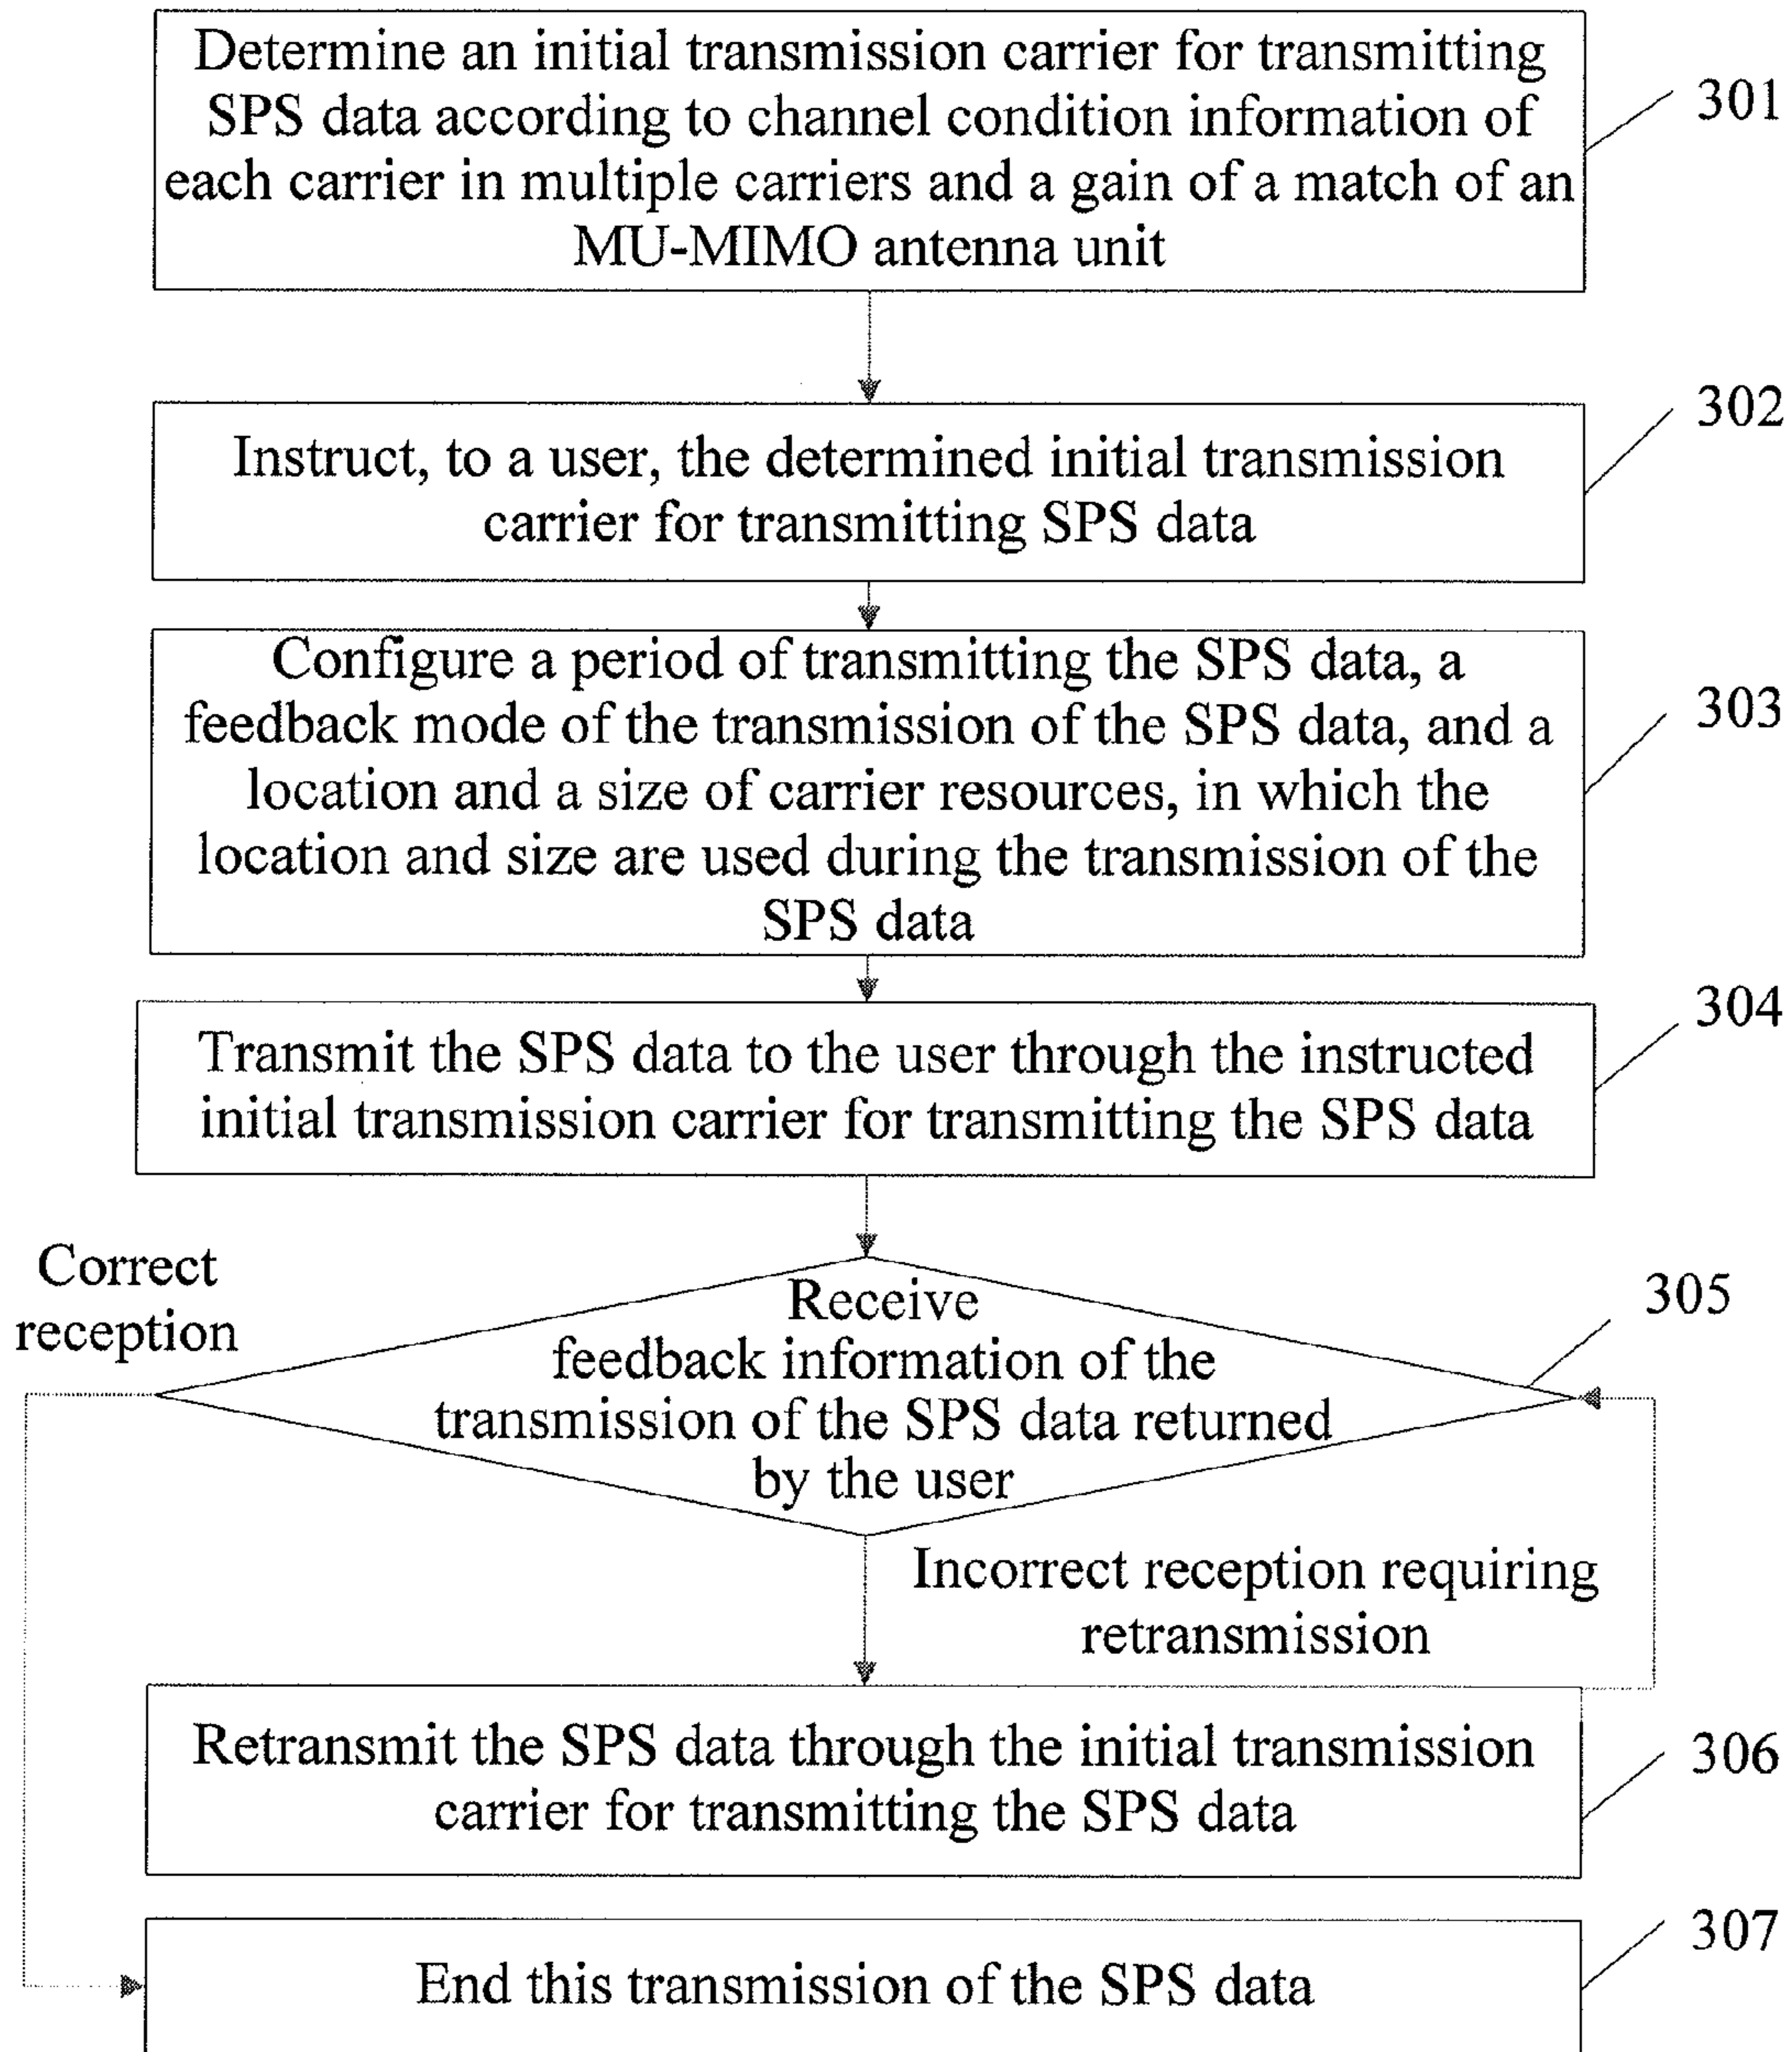 Determine an initial transmission carrier for transmitting
SPS data according to channel condition information of
each carrier in multiple carriers and a gain of a match of an
MU-MIMO antenna unit
301
Instruct, to a user, the determined initial transmission
carrier for transmitting SPS data
302
Configure a period of transmitting the SPS data, a
feedback mode of the transmission of the SPS data, and a
location and a size of carrier resources, in which the
location and size are used during the transmission of the
SPS data
303
Transmit the SPS data to the user through the instructed
initial transmission carrier for transmitting the SPS data
304
Correct
reception
Receive
feedback information of the
transmission of the SPS data returned
by the user
305
Incorrect reception requiring
retransmission
Retransmit the SPS data through the initial transmission
carrier for transmitting the SPS data
306
End this transmission of the SPS data
307